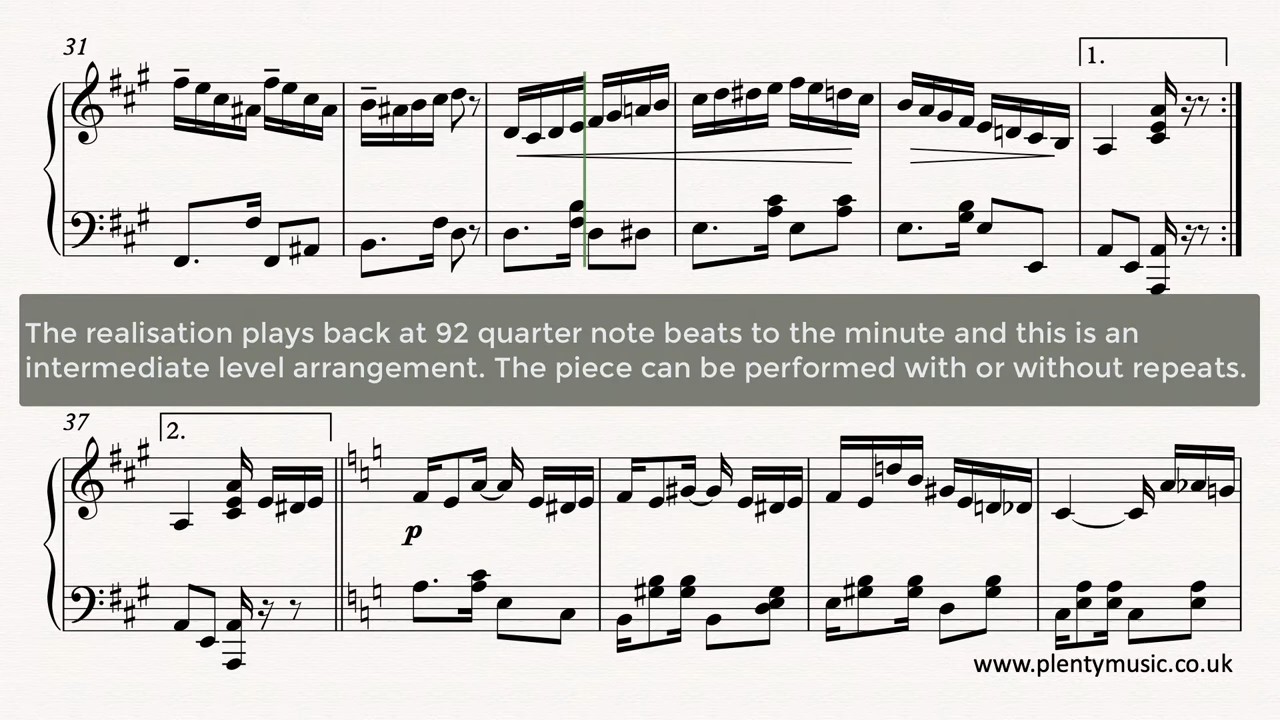 31
1.
The realisation plays back at 92 quarter note beats to the minute and this is an
intermediate level arrangement. The piece can be performed with or without repeats.
37
2.
p
www.plentymusic.co.uk